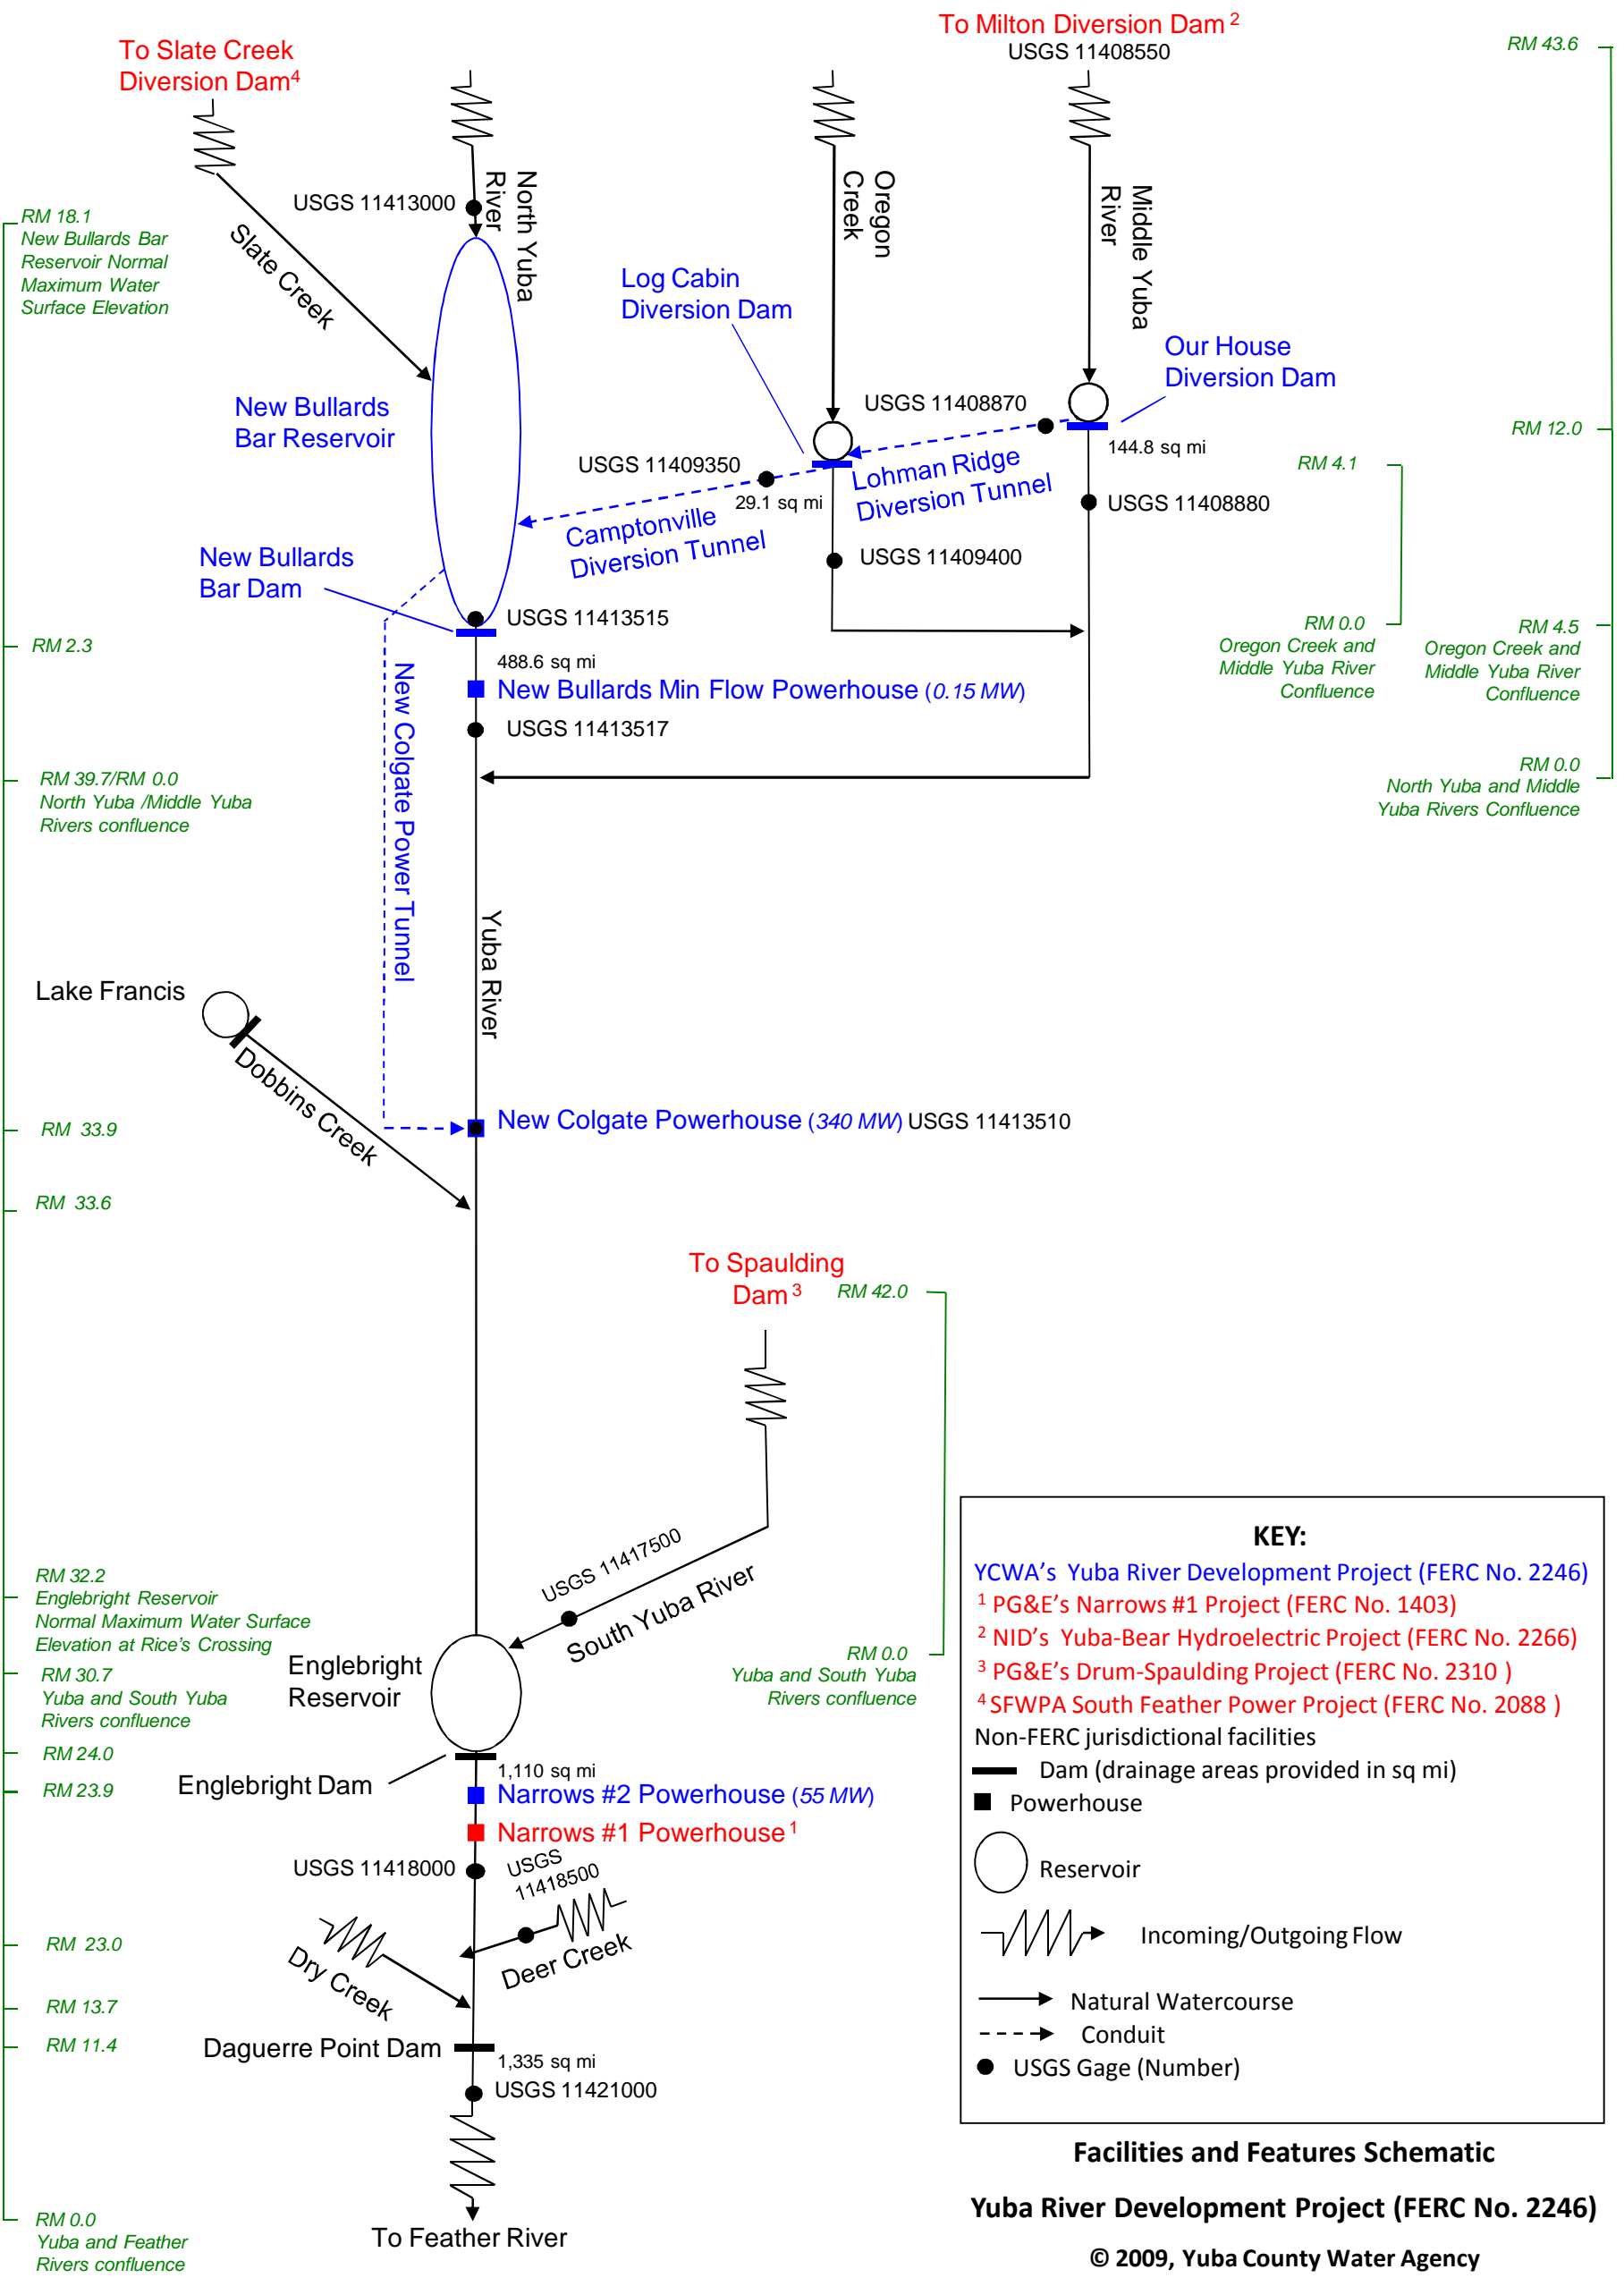 To Milton Diversion Dam 2
USGS 11408550
RM 43.6
To Slate Creek
Diversion Dam4
North Yuba
River
Oregon
Creek
Middle Yuba
River
USGS 11413000
RM 18.1
New Bullards Bar
Reservoir Normal
Maximum Water
Surface Elevation
Slate Creek
Log Cabin
Diversion Dam
Our House
Diversion Dam
New Bullards
Bar Reservoir
USGS 11408870
RM 12.0
144.8 sq mi
USGS 11409350
Lohman Ridge
Diversion Tunnel
RM 4.1
29.1 sq mi
USGS 11408880
Camptonville
Diversion Tunnel
New Bullards
Bar Dam
USGS 11409400
USGS 11413515
RM 0.0
Oregon Creek and
Middle Yuba River
Confluence
RM 4.5
Oregon Creek and
Middle Yuba River
Confluence
RM 2.3
488.6 sq mi
New Bullards Min Flow Powerhouse (0.15 MW)
New Colgate Power Tunnel
USGS 11413517
RM 39.7/RM 0.0
North Yuba /Middle Yuba
Rivers confluence
RM 0.0
North Yuba and Middle
Yuba Rivers Confluence
Yuba River
Lake Francis
Dobbins Creek
RM 33.9
New Colgate Powerhouse (340 MW) USGS 11413510
RM 33.6
To Spaulding
Dam 3
RM 42.0
USGS 11417500
South Yuba River
RM 32.2
Englebright Reservoir
Normal Maximum Water Surface
Elevation at Rice's Crossing
RM 30.7
Yuba and South Yuba
Rivers confluence
Englebright
Reservoir
RM 0.0
Yuba and South Yuba
Rivers confluence
RM 24.0
Englebright Dam
1,110 sq mi
RM 23.9
Narrows #2 Powerhouse (55 MW)
Narrows #1 Powerhouse 1
USGS 11418000
USGS
11418500
Deer Creek
Dry Creek
RM 23.0
RM 13.7
RM 11.4
Daguerre Point Dam
1,335 sq mi
USGS 11421000
RM 0.0
Yuba and Feather
Rivers confluence
To Feather River
KEY:
YCWA's Yuba River Development Project (FERC No. 2246)
1 PG&E's Narrows #1 Project (FERC No. 1403)
2 NID's Yuba-Bear Hydroelectric Project (FERC No. 2266)
3 PG&E's Drum-Spaulding Project (FERC No. 2310 )
4 SFWPA South Feather Power Project (FERC No. 2088 )
Non-FERC jurisdictional facilities
Dam (drainage areas provided in sq mi)
Powerhouse
Reservoir
Incoming/Outgoing Flow
Natural Watercourse
Conduit
USGS Gage (Number)
Facilities and Features Schematic
Yuba River Development Project (FERC No. 2246)
© 2009, Yuba County Water Agency